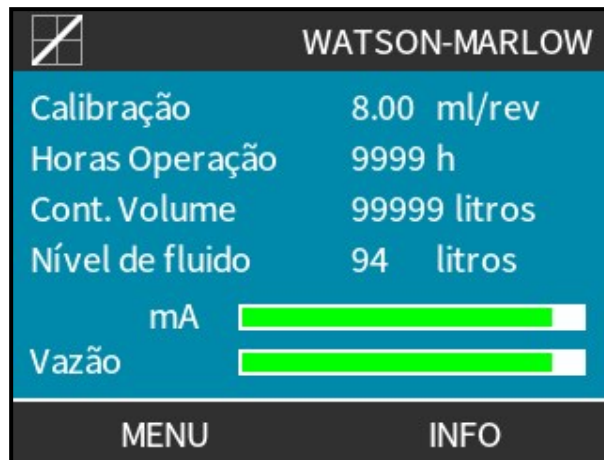 WATSON-MARLOW
Calibração 8.00 ml/rev
Horas Operação 9999 h
Cont. Volume 99999 litros
Nível de fluido 94 litros
mA
Vazão
MENU INFO